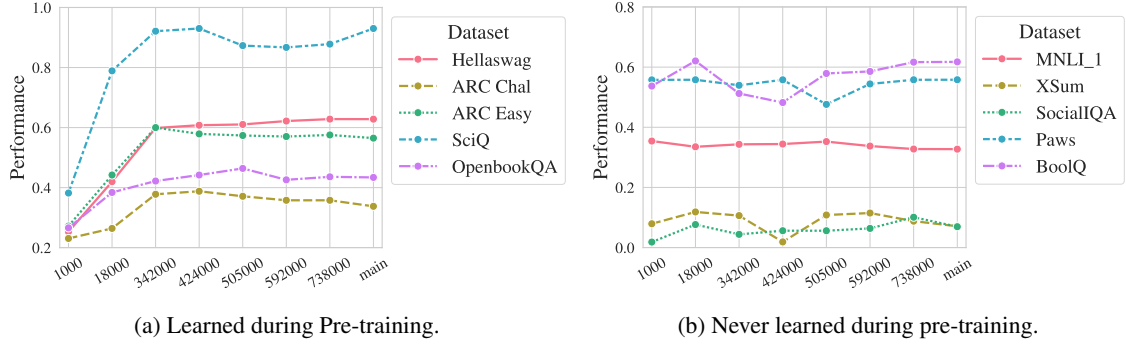 Performance
1.0
0.8
0.6
0.4
0.2
1000
18000
342000
424000
505000
592000
738000
main
Dataset
Hellaswag
ARC Chal
ARC Easy
SciQ
OpenbookQA
(a) Learned during Pre-training.
Performance
0.8
0.6
0.4
0.2
0.0
1000
18000
342000
424000
505000
592000
738000
main
Dataset
MNLI_1
XSum
SocialIQA
Paws
BoolQ
(b) Never learned during pre-training.